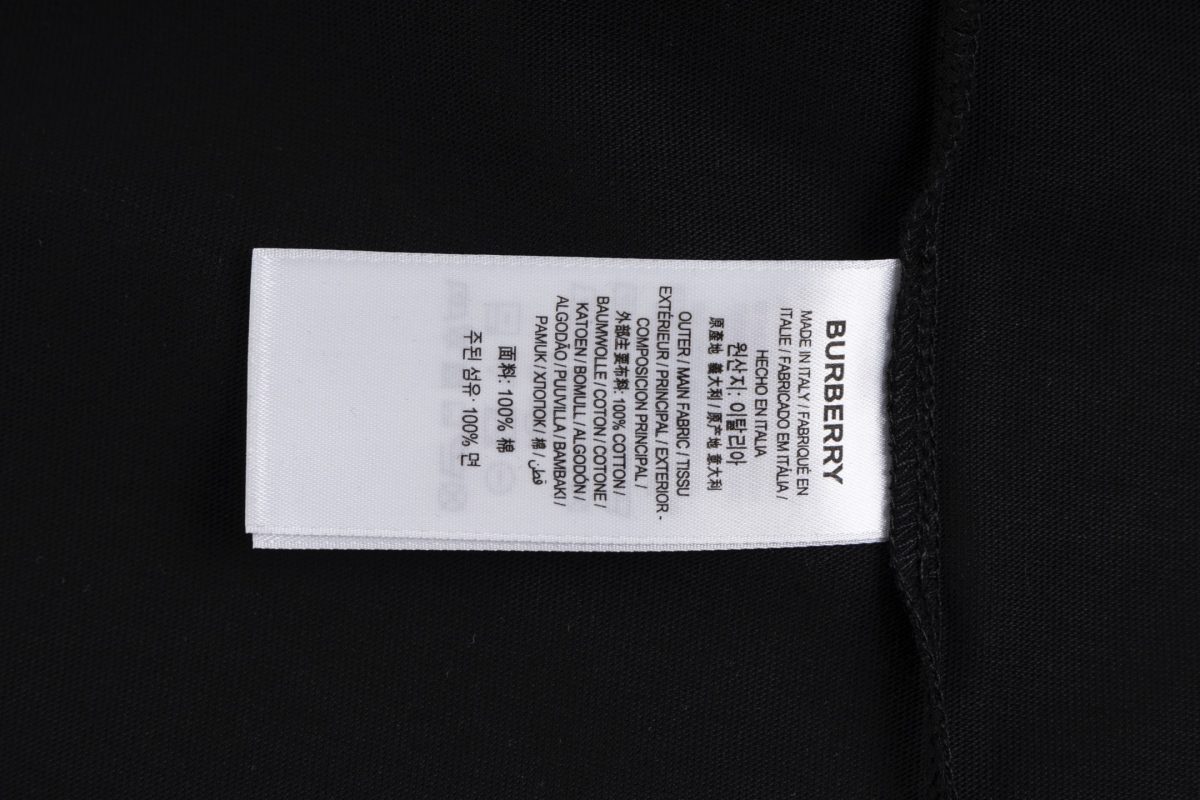 BURBERRY
MADE IN ITALY / FABRIQUÉ EN
ITALIE / FABRICADO EM ITÁLIA /
HECHO EN ITALIA
원산지: 이탈리아
原產地 義大利 / 原产地 意大利
OUTER / MAIN FABRIC / TISSU
EXTÉRIEUR / PRINCIPAL / EXTERIOR -
COMPOSICION PRINCIPAL /
外部/主要布料: 100% COTTON /
BAUMWOLLE / COTON / COTONE /
KATOEN / BOMULL / ALGODÓN /
ALGODÃO / PUUVILLA / BAMBAKI /
PAMUK / ХЛОПОК / 棉 / قطن
面料: 100% 棉
주된 섬유: 100% 면